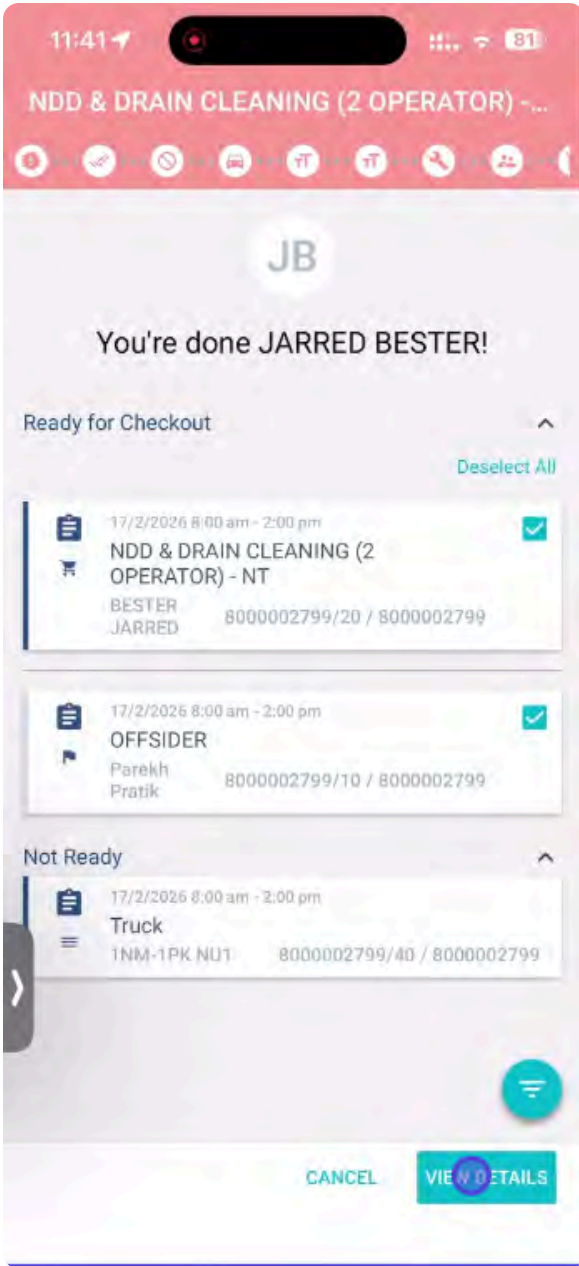 11:41
81
NDD & DRAIN CLEANING (2 OPERATOR) -...
JB
You're done JARRED BESTER!
Ready for Checkout
Deselect All
17/2/2026 8:00 am - 2:00 pm
NDD & DRAIN CLEANING (2
OPERATOR) - NT
BESTER
JARRED
8000002799/20 / 8000002799
17/2/2026 8:00 am - 2:00 pm
OFFSIDER
Parekh
Pratik
8000002799/10 / 8000002799
Not Ready
17/2/2026 8:00 am - 2:00 pm
Truck
1NM-1PK NU1 8000002799/40 / 8000002799
CANCEL
VIEW DETAILS